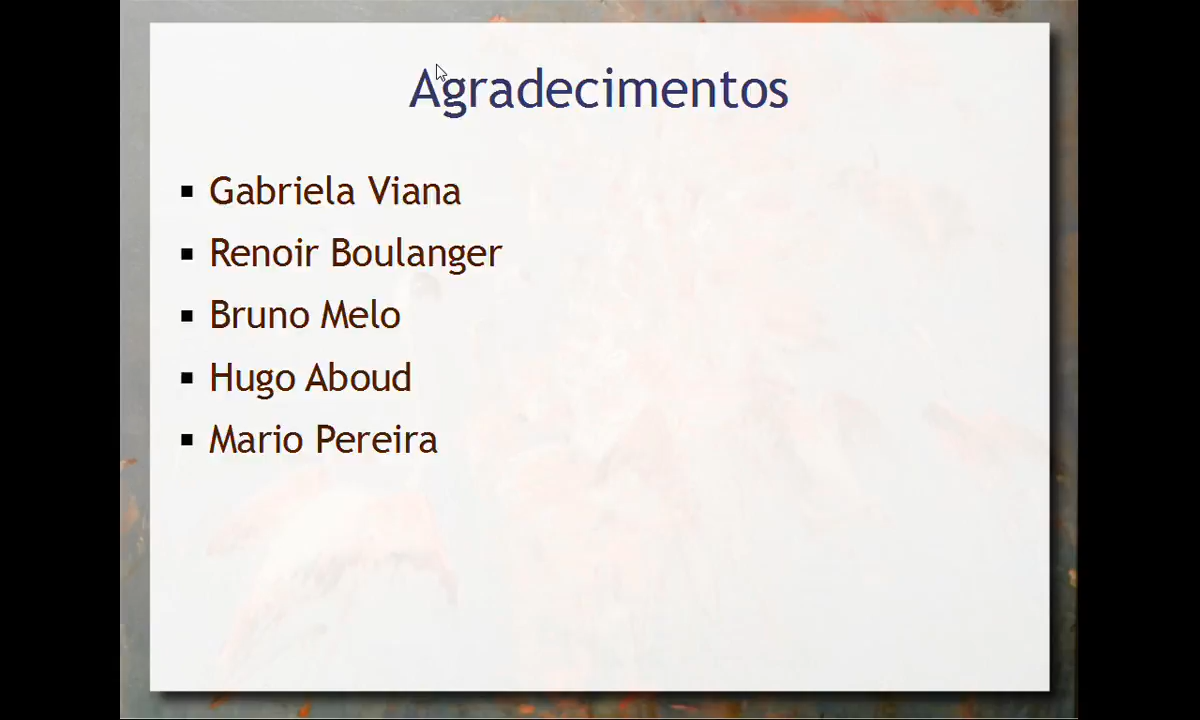 Agradecimentos
Gabriela Viana
Renoir Boulanger
Bruno Melo
Hugo Aboud
Mario Pereira